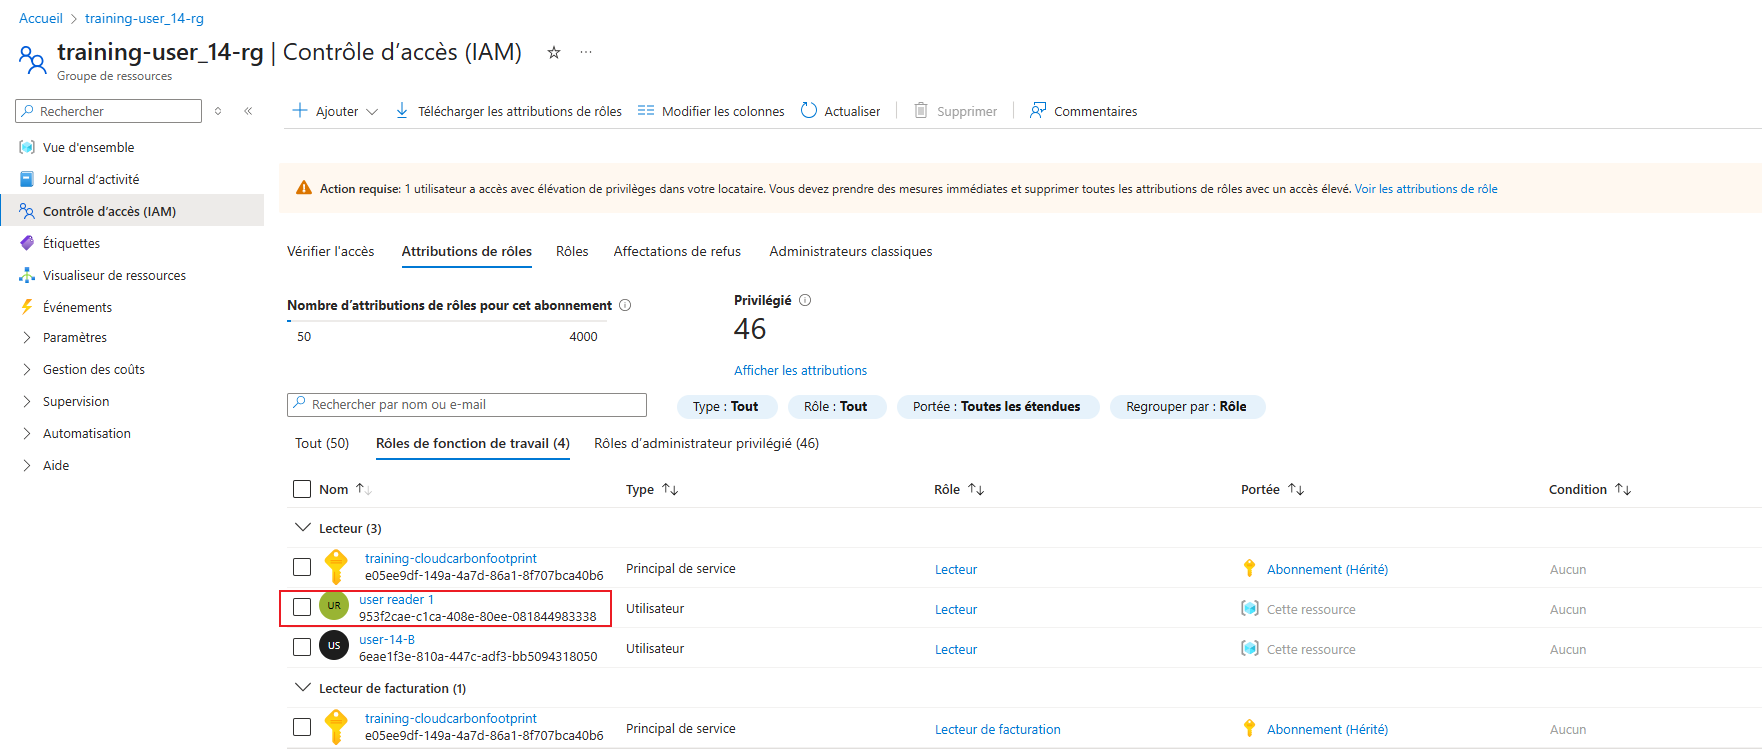 Accueil > training-user_14-rg
training-user_14-rg | Contrôle d'accès (IAM) ☆ ...
Groupe de ressources
Rechercher
«
Ajouter
Télécharger les attributions de rôles
Modifier les colonnes
Actualiser
Supprimer
Commentaires
Vue d'ensemble
Journal d'activité
Contrôle d'accès (IAM)
Étiquettes
Visualiseur de ressources
Événements
Paramètres
Gestion des coûts
Supervision
Automatisation
Aide
Action requise: 1 utilisateur a accès avec élévation de privilèges dans votre locataire. Vous devez prendre des mesures immédiates et supprimer toutes les attributions de rôles avec un accès élevé. Voir les attributions de rôle
Vérifier l'accès Attributions de rôles Rôles Affectations de refus Administrateurs classiques
Nombre d'attributions de rôles pour cet abonnement
50 4000
Privilégié
46
Afficher les attributions
Rechercher par nom ou e-mail
Type : Tout
Rôle : Tout
Portée : Toutes les étendues
Regrouper par : Rôle
Tout (50) Rôles de fonction de travail (4) Rôles d'administrateur privilégié (46)
Nom ↑↓ Type ↑↓ Rôle ↑↓ Portée ↑↓ Condition ↑↓
Lecteur (3)
training-cloudcarbonfootprint
e05ee9df-149a-4a7d-86a1-8f707bca40b6 Principal de service Lecteur Abonnement (Hérité) Aucun
UR user reader 1
953f2cae-c1ca-408e-80ee-081844983338 Utilisateur Lecteur Cette ressource Aucun
US user-14-B
6eae1f3e-810a-447c-adf3-bb5094318050 Utilisateur Lecteur Cette ressource Aucun
Lecteur de facturation (1)
training-cloudcarbonfootprint
e05ee9df-149a-4a7d-86a1-8f707bca40b6 Principal de service Lecteur de facturation Abonnement (Hérité) Aucun